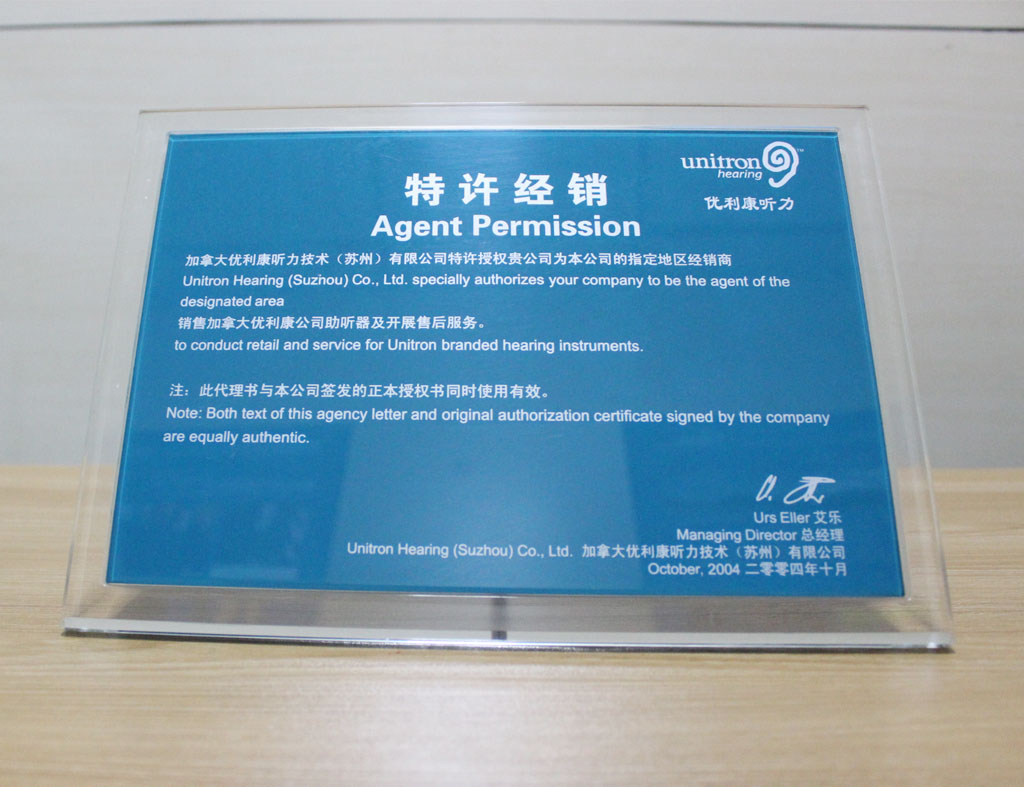 unitron™
hearing
优利康听力
特许经销
Agent Permission
加拿大优利康听力技术（苏州）有限公司特许授权贵公司为本公司的指定地区经销商
Unitron Hearing (Suzhou) Co., Ltd. specially authorizes your company to be the agent of the
designated area
销售加拿大优利康公司助听器及开展售后服务。
to conduct retail and service for Unitron branded hearing instruments.
注：此代理书与本公司签发的正本授权书同时使用有效。
Note: Both text of this agency letter and original authorization certificate signed by the company
are equally authentic.
Urs Eller 艾乐
Managing Director 总经理
Unitron Hearing (Suzhou) Co., Ltd. 加拿大优利康听力技术（苏州）有限公司
October, 2004 二零零四年十月